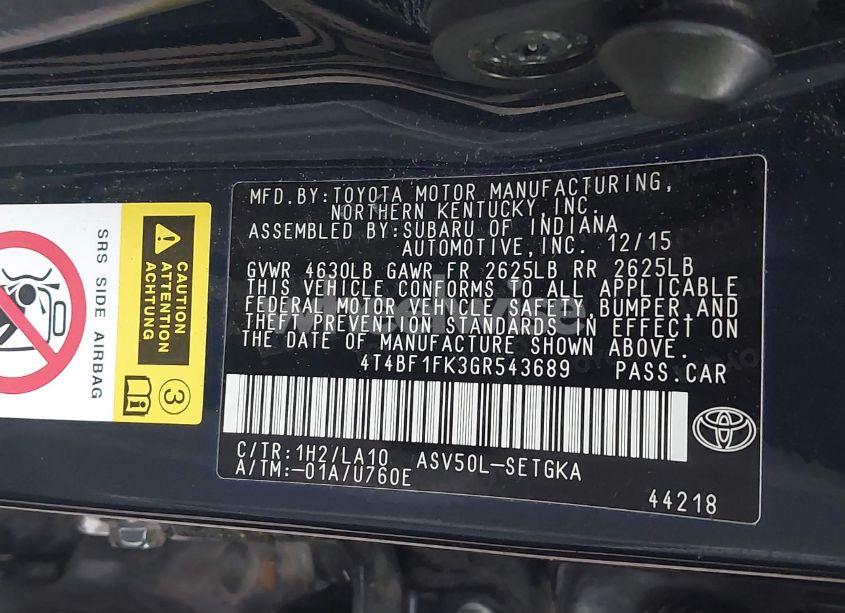 MFD.BY:TOYOTA MOTOR MANUFACTURING,
NORTHERN KENTUCKY, INC.
ASSEMBLED BY:SUBARU OF INDIANA
AUTOMOTIVE, INC. 12/15
GVWR 4630LB GAWR FR 2625LB RR 2625LB
THIS VEHICLE CONFORMS TO ALL APPLICABLE
FEDERAL MOTOR VEHICLE SAFETY, BUMPER, AND
THEFT PREVENTION STANDARDS IN EFFECT ON
THE DATE OF MANUFACTURE SHOWN ABOVE.
4T4BF1FK3GR543689 PASS.CAR
C/TR:1H2/LA10 ASV50L-SETGKA
A/TM:-01A/U760E
44218
SRS SIDE AIRBAG
CAUTION
ATTENTION
ACHTUNG
3